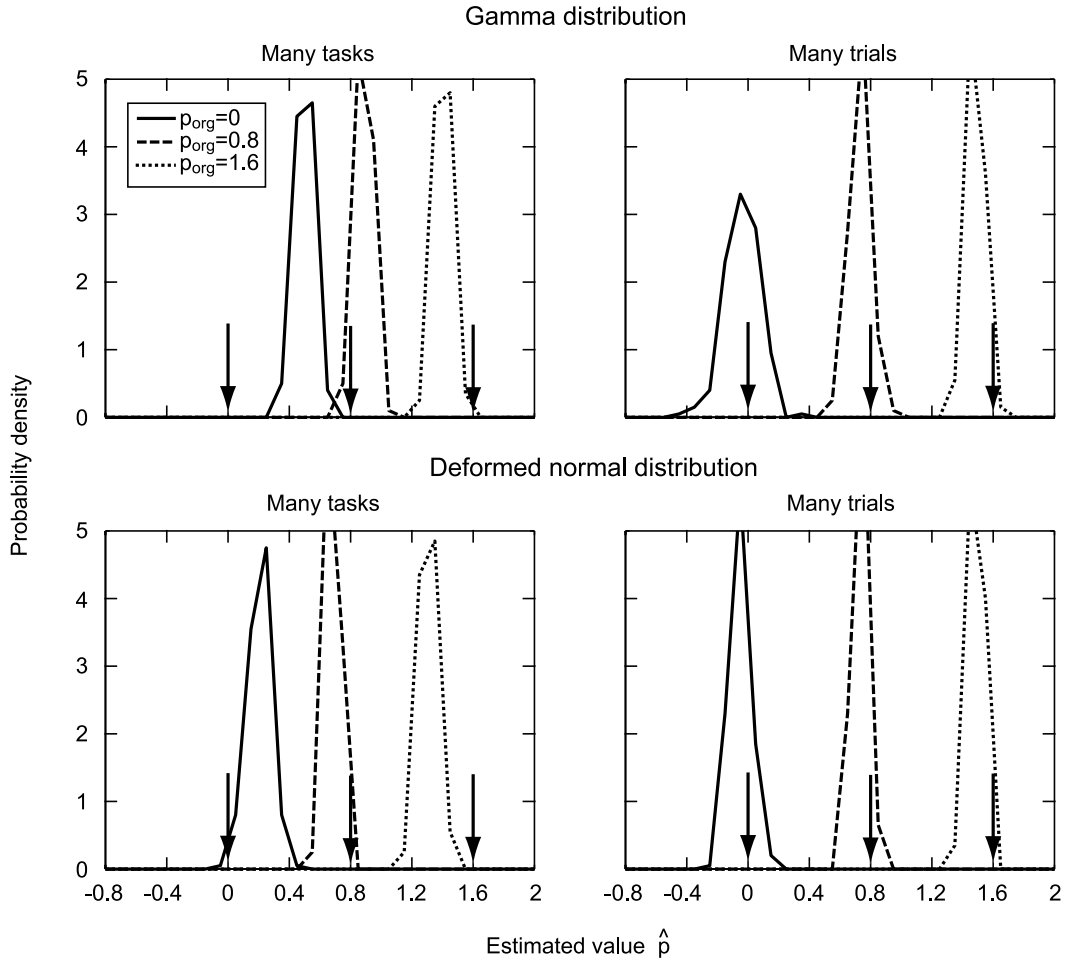 Gamma distribution
Many tasks
Many trials
5
4
3
2
1
0
p_org=0
p_org=0.8
p_org=1.6
Probability density
Deformed normal distribution
Many tasks
Many trials
5
4
3
2
1
0
-0.8 -0.4 0 0.4 0.8 1.2 1.6 2
-0.8 -0.4 0 0.4 0.8 1.2 1.6 2
Estimated value p̂